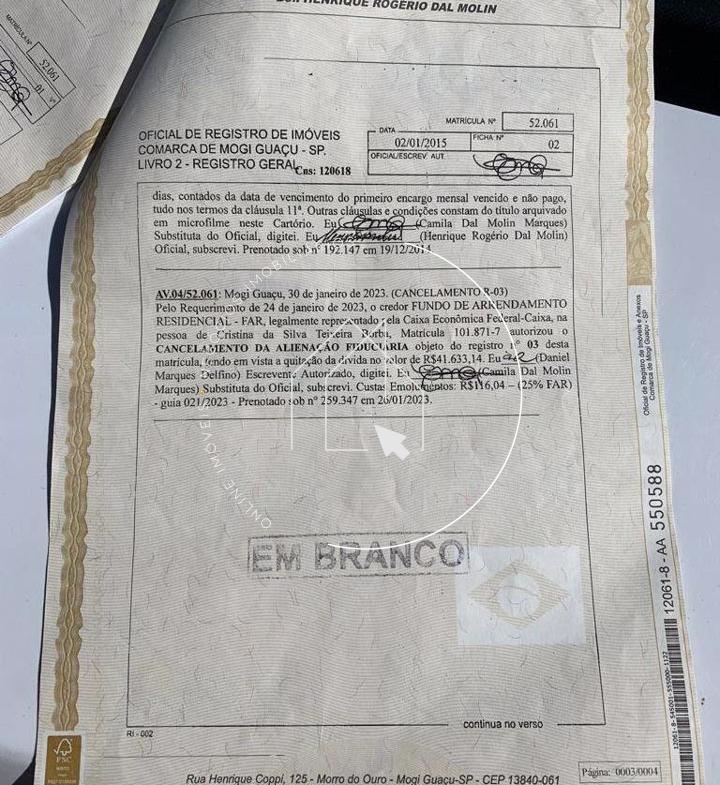 HENRIQUE ROGÉRIO DAL MOLIN
MATRÍCULA Nº
52.061
01
Vº
OFICIAL DE REGISTRO DE IMÓVEIS
COMARCA DE MOGI GUAÇU - SP.
LIVRO 2 - REGISTRO GERAL Cns: 120618
MATRÍCULA Nº 52.061
DATA 02/01/2015 FICHA Nº 02
OFICIAL/ESCREV. AUT.
dias, contados da data de vencimento do primeiro encargo mensal vencido e não pago,
tudo nos termos da cláusula 11ª. Outras cláusulas e condições constam do título arquivado
em microfilme neste Cartório. Eu (Camila Dal Molin Marques)
Substituta do Oficial, digitei. Eu (Henrique Rogério Dal Molin)
Oficial, subscrevi. Prenotado sob nº 192.147 em 19/12/2014
AV.04/52.061: Mogi Guaçu, 30 de janeiro de 2023. (CANCELAMENTO R-03)
Pelo Requerimento de 24 de janeiro de 2023, o credor FUNDO DE ARRENDAMENTO
RESIDENCIAL - FAR, legalmente representado pela Caixa Econômica Federal-Caixa, na
pessoa de Cristina da Silva Teixeira Borba, Matricula 101.871-7 autorizou o
CANCELAMENTO DA ALIENAÇÃO FIDUCIÁRIA objeto do registro nº 03 desta
matrícula, tendo em vista a quitação da divida no valor de R$41.633,14. Eu (Daniel
Marques Delfino) Escrevente Autorizado, digitei. Eu (Camila Dal Molin
Marques) Substituta do Oficial, subscrevi. Custas Emolumentos: R$116,04 – (25% FAR)
- guia 021/2023 - Prenotado sob nº 259.347 em 26/01/2023.
ONLINE IMÓVEIS
EM BRANCO
RI - 002
continua no verso
Oficial de Registro de Imóveis e Anexos
Comarca de Mogi Guaçu - SP
12061-8 - AA 550588
12061-8-545001-555000-1122
FSC
Rua Henrique Coppi, 125 - Morro do Ouro - Mogi Guaçu-SP - CEP 13840-061
Página: 0003/0004